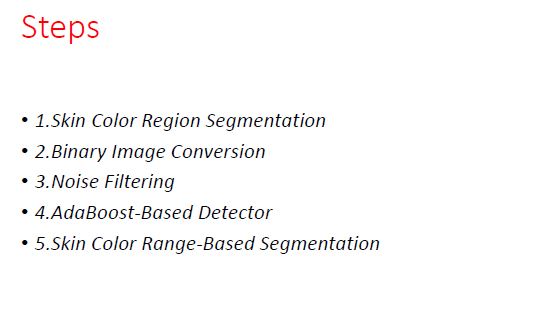 Steps
• 1.Skin Color Region Segmentation
• 2.Binary Image Conversion
• 3.Noise Filtering
• 4.AdaBoost-Based Detector
• 5.Skin Color Range-Based Segmentation